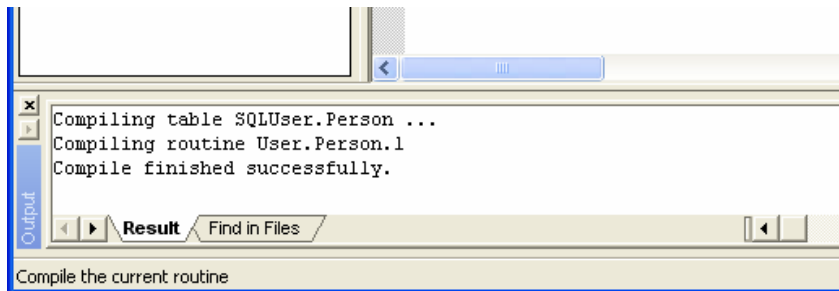 Compiling table SQLUser.Person ...
Compiling routine User.Person.1
Compile finished successfully.
Output
Result Find in Files
Compile the current routine